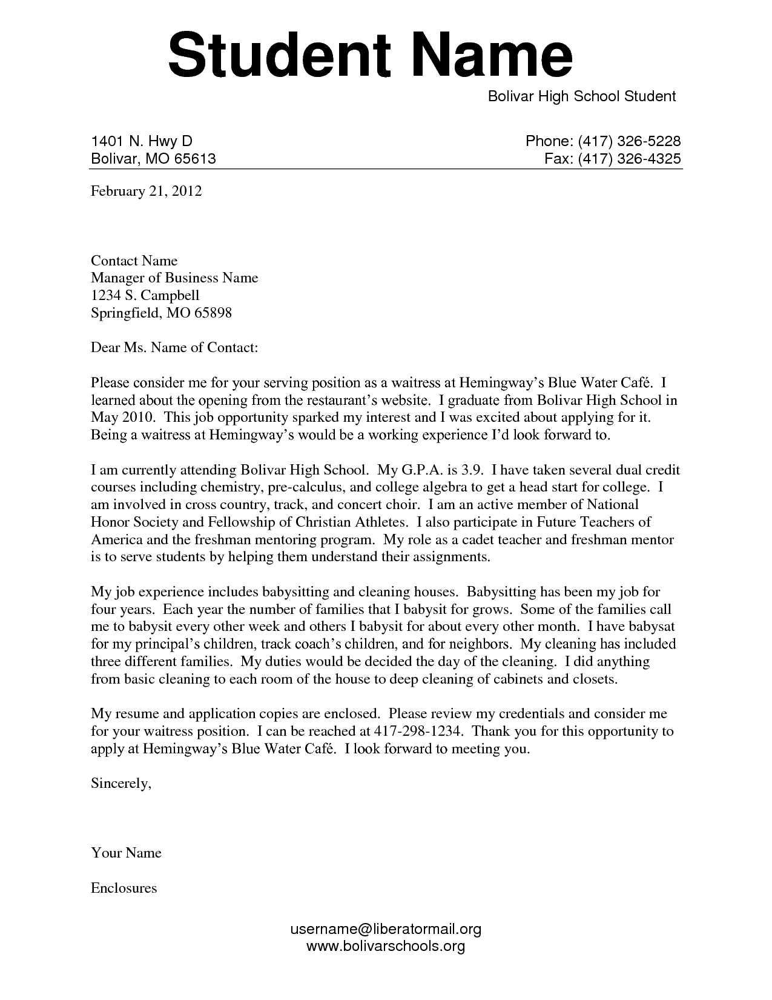 Student Name
Bolivar High School Student
1401 N. Hwy D
Phone: (417) 326-5228
Bolivar, MO 65613
Fax: (417) 326-4325
February 21, 2012
Contact Name
Manager of Business Name
1234 S. Campbell
Springfield, MO 65898
Dear Ms. Name of Contact:
Please consider me for your serving position as a waitress at Hemingway’s Blue Water Café.  I
learned about the opening from the restaurant’s website.  I graduate from Bolivar High School in
May 2010.  This job opportunity sparked my interest and I was excited about applying for it.
Being a waitress at Hemingway’s would be a working experience I’d look forward to.
I am currently attending Bolivar High School.  My G.P.A. is 3.9.  I have taken several dual credit
courses including chemistry, pre-calculus, and college algebra to get a head start for college.  I
am involved in cross country, track, and concert choir.  I am an active member of National
Honor Society and Fellowship of Christian Athletes.  I also participate in Future Teachers of
America and the freshman mentoring program.  My role as a cadet teacher and freshman mentor
is to serve students by helping them understand their assignments.
My job experience includes babysitting and cleaning houses.  Babysitting has been my job for
four years.  Each year the number of families that I babysit for grows.  Some of the families call
me to babysit every other week and others I babysit for about every other month.  I have babysat
for my principal’s children, track coach’s children, and for neighbors.  My cleaning has included
three different families.  My duties would be decided the day of the cleaning.  I did anything
from basic cleaning to each room of the house to deep cleaning of cabinets and closets.
My resume and application copies are enclosed.  Please review my credentials and consider me
for your waitress position.  I can be reached at 417-298-1234.  Thank you for this opportunity to
apply at Hemingway’s Blue Water Café.  I look forward to meeting you.
Sincerely,
Your Name
Enclosures
username@liberatormail.org
www.bolivarschools.org